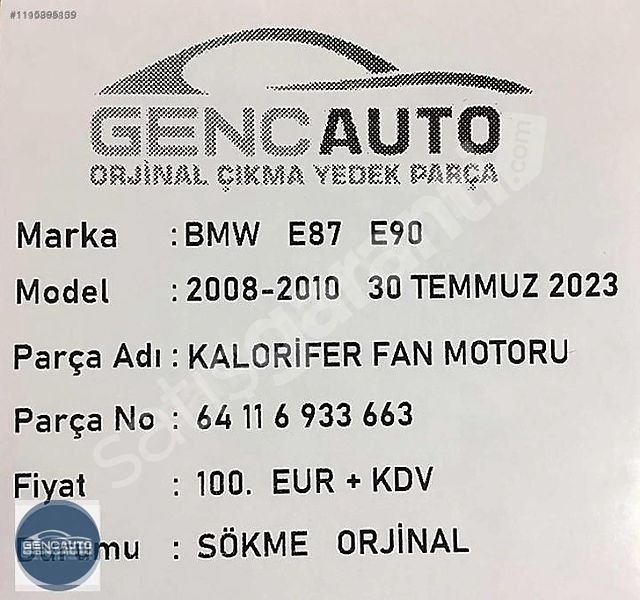 GENCAUTO
ORJİNAL ÇIKMA YEDEK PARÇA
Marka : BMW E87 E90
Model : 2008-2010 30 TEMMUZ 2023
Parça Adı : KALORİFER FAN MOTORU
Parça No : 64 11 6 933 663
Fiyat : 100. EUR + KDV
Durumu : SÖKME ORJİNAL
GENCAUTO